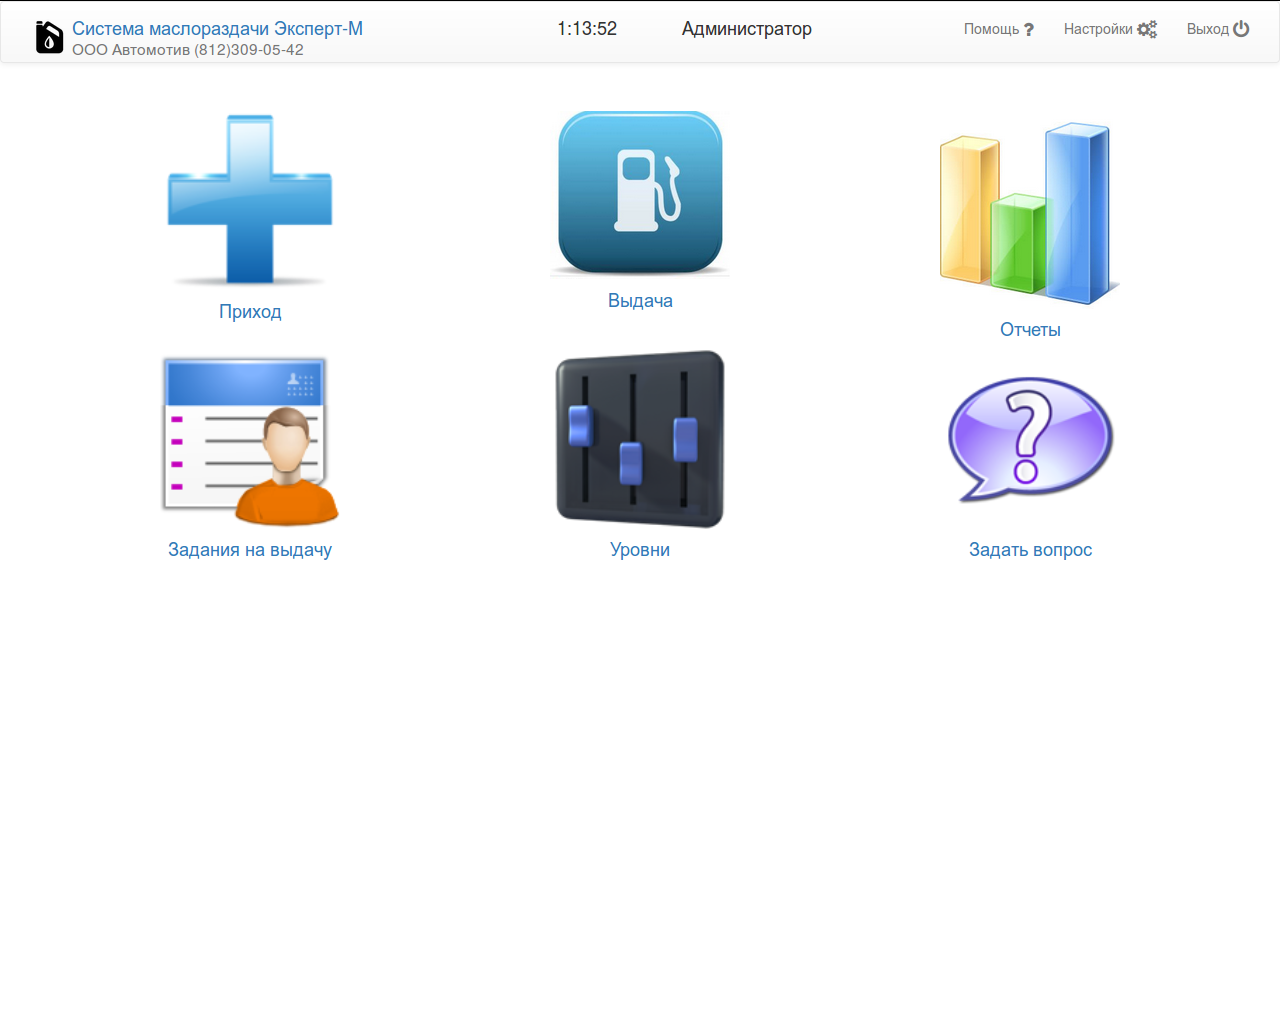 Система маслораздачи Эксперт-М
ООО Автомотив (812)309-05-42
1:13:52
Администратор
Помощь ?
Настройки
Выход
Приход
Выдача
Отчеты
Задания на выдачу
Уровни
Задать вопрос